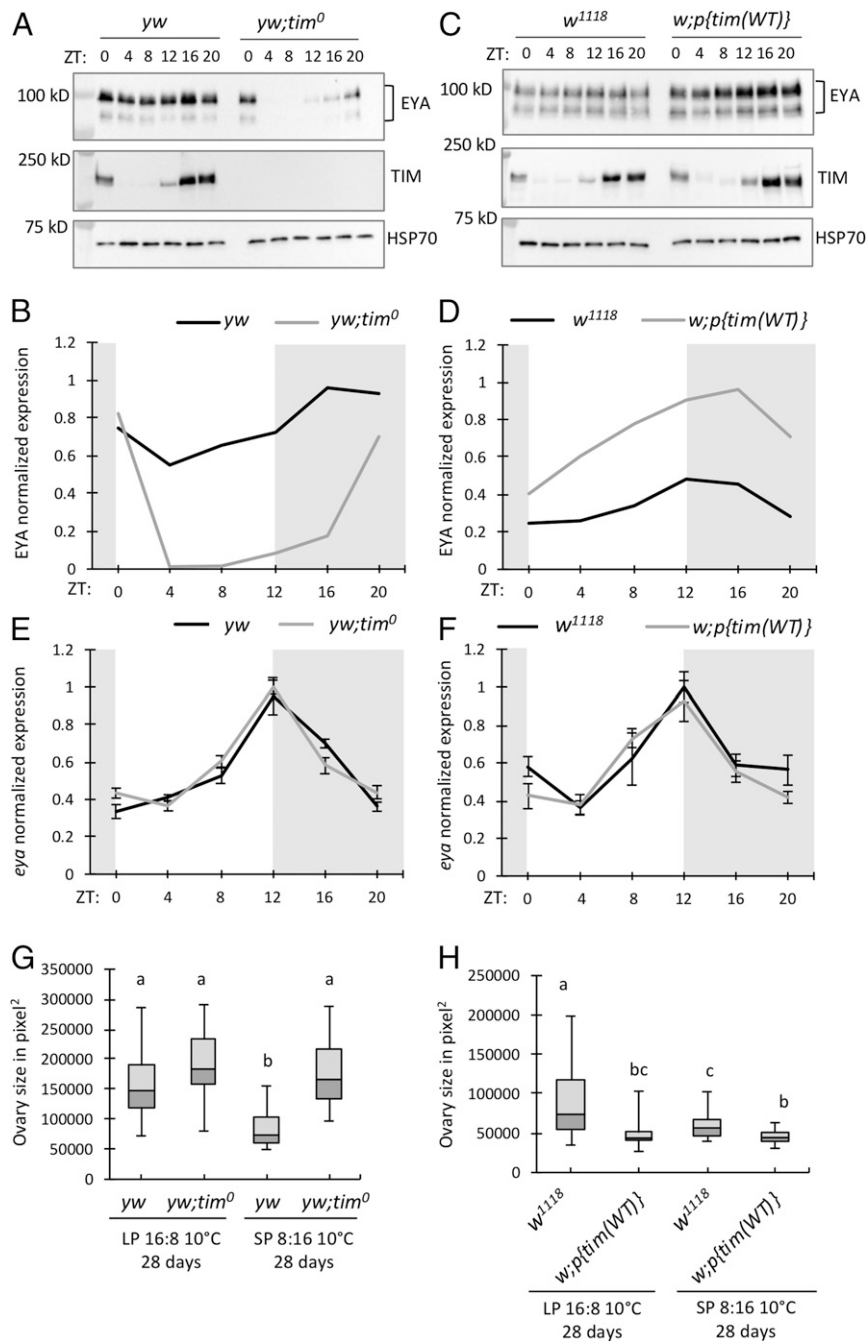 A yw yw;tim⁰
ZT: 0 4 8 12 16 20 0 4 8 12 16 20
100 kD EYA
250 kD TIM
75 kD HSP70
C w¹¹¹⁸ w;p{tim(WT)}
ZT: 0 4 8 12 16 20 0 4 8 12 16 20
100 kD EYA
250 kD TIM
75 kD HSP70
B yw yw;tim⁰
EYA normalized expression
1.2
1
0.8
0.6
0.4
0.2
0
ZT: 0 4 8 12 16 20
D w¹¹¹⁸ w;p{tim(WT)}
EYA normalized expression
1.2
1
0.8
0.6
0.4
0.2
0
ZT: 0 4 8 12 16 20
E yw yw;tim⁰
eya normalized expression
1.2
1
0.8
0.6
0.4
0.2
0
ZT: 0 4 8 12 16 20
F w¹¹¹⁸ w;p{tim(WT)}
eya normalized expression
1.2
1
0.8
0.6
0.4
0.2
0
ZT: 0 4 8 12 16 20
G
Ovary size in pixel²
350000
300000
250000
200000
150000
100000
50000
0
a a b a
yw yw;tim⁰ yw yw;tim⁰
LP 16:8 10°C SP 8:16 10°C
28 days 28 days
H
Ovary size in pixel²
250000
200000
150000
100000
50000
0
a bc c b
w¹¹¹⁸ w;p{tim(WT)} w¹¹¹⁸ w;p{tim(WT)}
LP 16:8 10°C SP 8:16 10°C
28 days 28 days